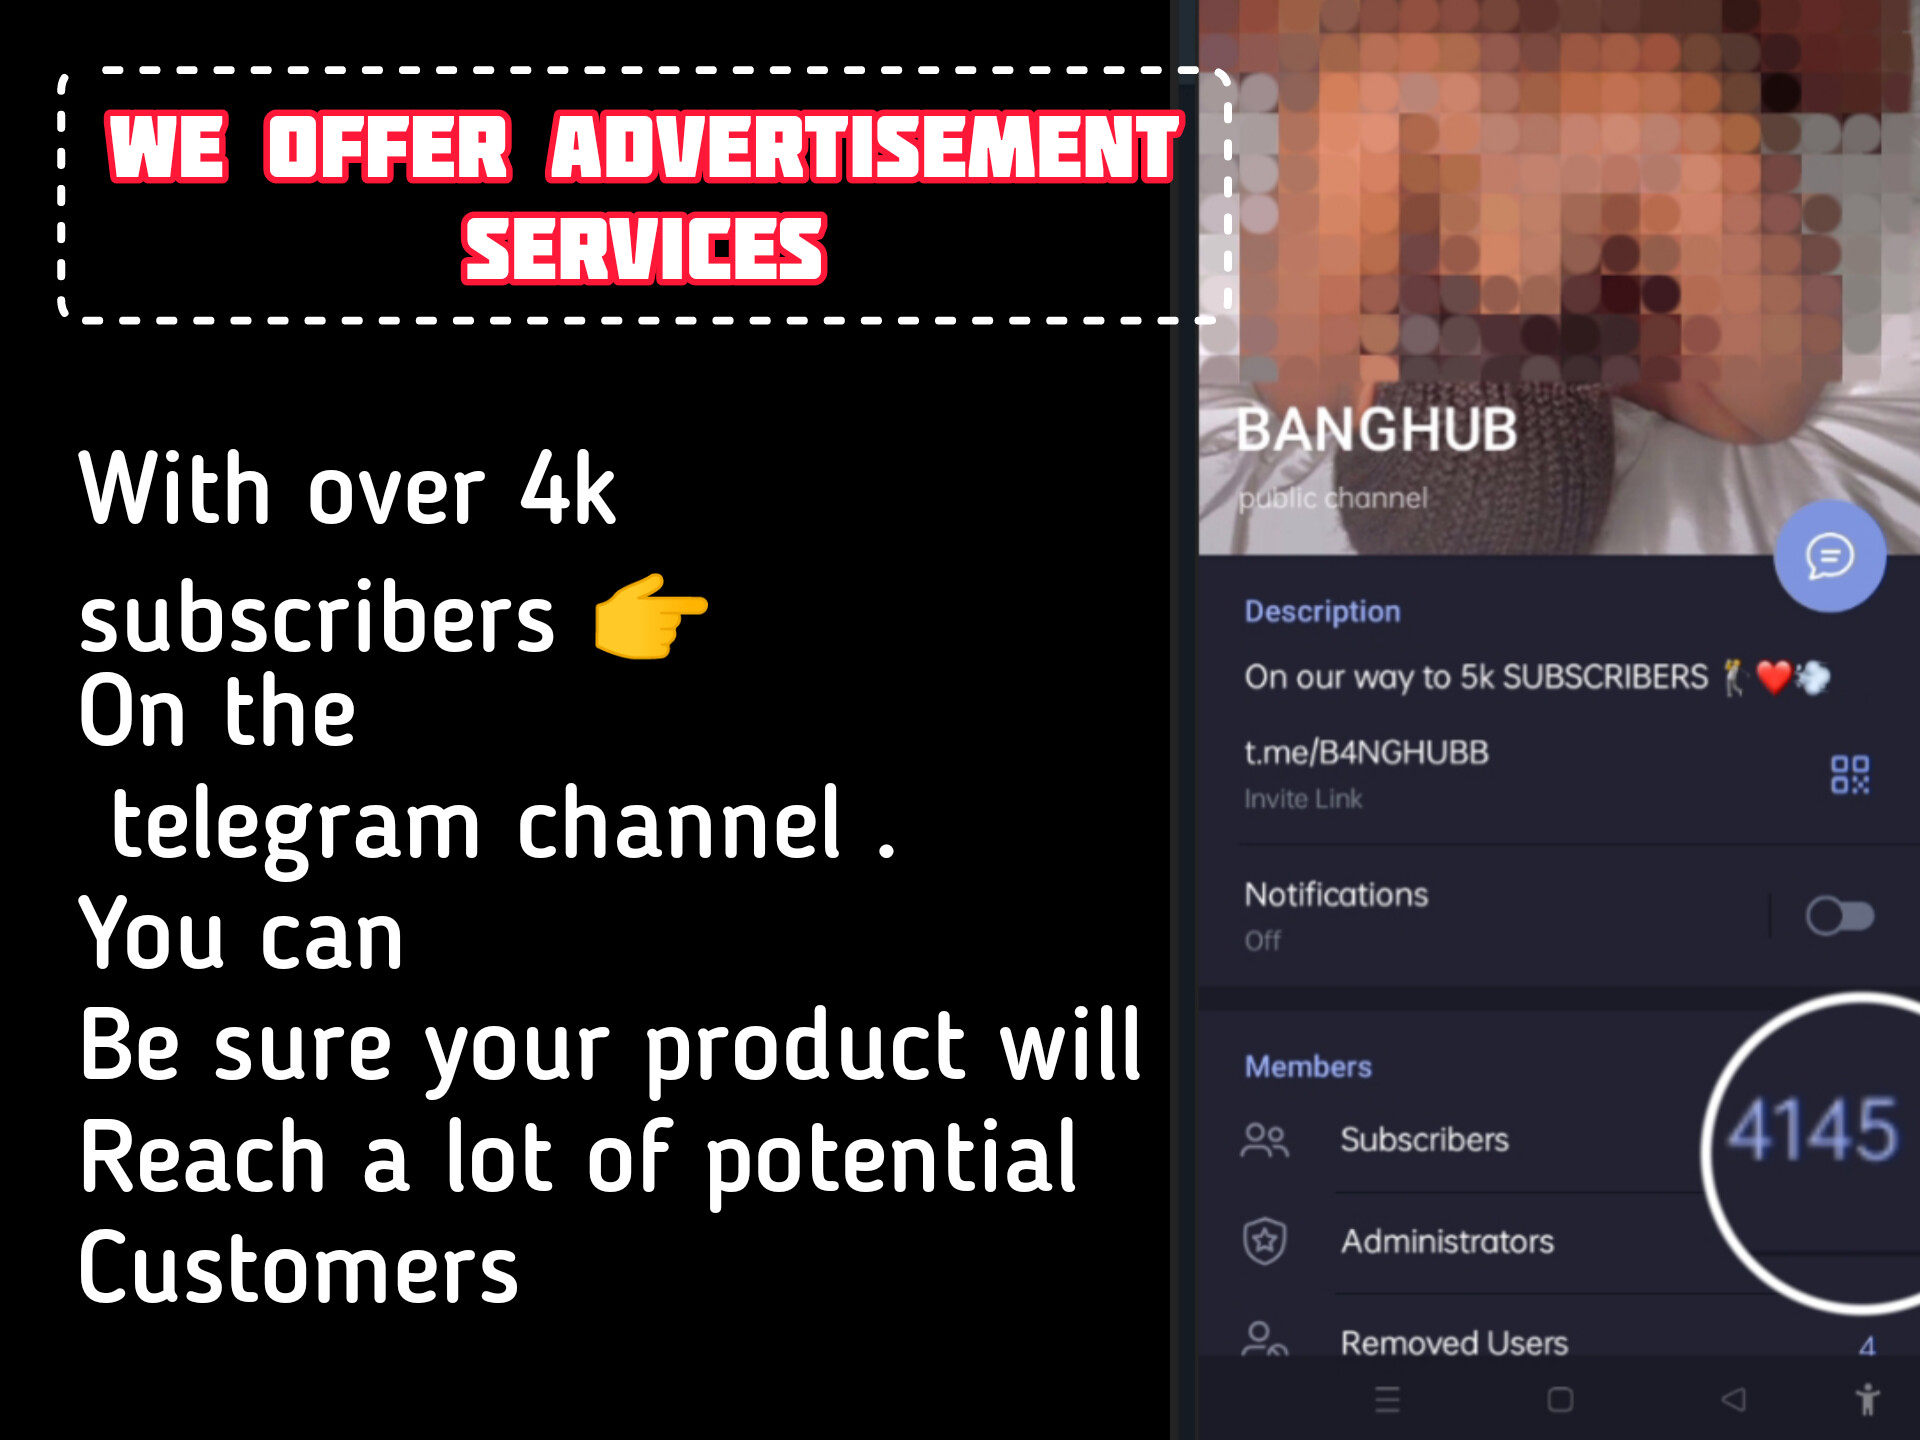 WE OFFER ADVERTISEMENT
SERVICES
With over 4k
subscribers 👉
On the
telegram channel .
You can
Be sure your product will
Reach a lot of potential
Customers
BANGHUB
public channel
Description
On our way to 5k SUBSCRIBERS 🏌❤️💨
t.me/B4NGHUBB
Invite Link
Notifications
Off
Members
Subscribers
4145
Administrators
Removed Users
4